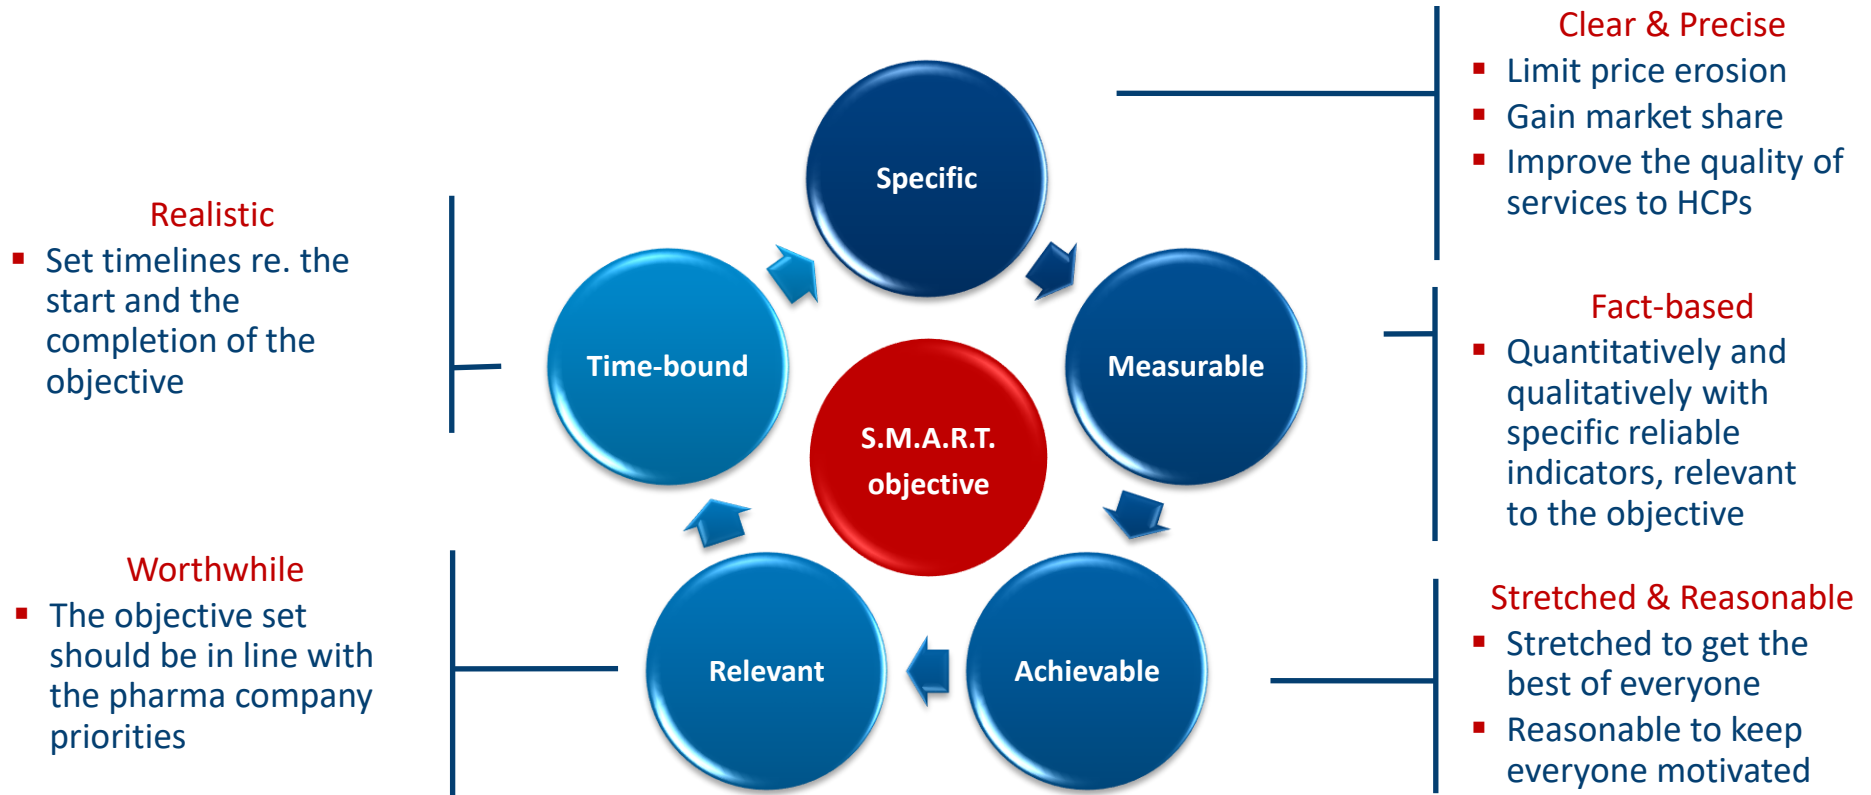 Clear & Precise
▪ Limit price erosion
▪ Gain market share
▪ Improve the quality of
services to HCPs
Specific
Realistic
▪ Set timelines re. the
start and the
completion of the
objective
Time-bound
Measurable
Fact-based
▪ Quantitatively and
qualitatively with
specific reliable
indicators, relevant
to the objective
S.M.A.R.T.
objective
Worthwhile
▪ The objective set
should be in line with
the pharma company
priorities
Relevant
Achievable
Stretched & Reasonable
▪ Stretched to get the
best of everyone
▪ Reasonable to keep
everyone motivated